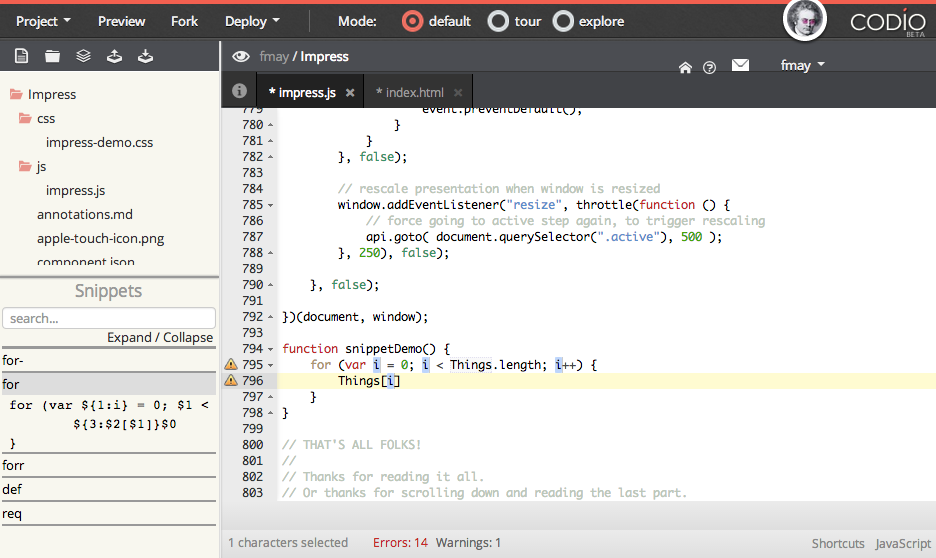 Project Preview Fork Deploy Mode: default tour explore CODIO
BETA
fmay / Impress
fmay
* impress.js × * index.html ×
Impress
css
impress-demo.css
js
impress.js
annotations.md
apple-touch-icon.png
component.json
Snippets
search...
Expand / Collapse
for-
for
for (var ${1:i} = 0; $1 <
${3:$2[$1]}$0
}
forr
def
req
779 event.preventDefault();
780 }
781 }
782 }, false);
783
784 // rescale presentation when window is resized
785 window.addEventListener("resize", throttle(function () {
786 // force going to active step again, to trigger rescaling
787 api.goto( document.querySelector(".active"), 500 );
788 }, 250), false);
789
790 }, false);
791
792 })(document, window);
793
794 function snippetDemo() {
795 for (var i = 0; i < Things.length; i++) {
796 Things[i]
797 }
798 }
799
800 // THAT'S ALL FOLKS!
801 //
802 // Thanks for reading it all.
803 // Or thanks for scrolling down and reading the last part.
1 characters selected Errors: 14 Warnings: 1 Shortcuts JavaScript